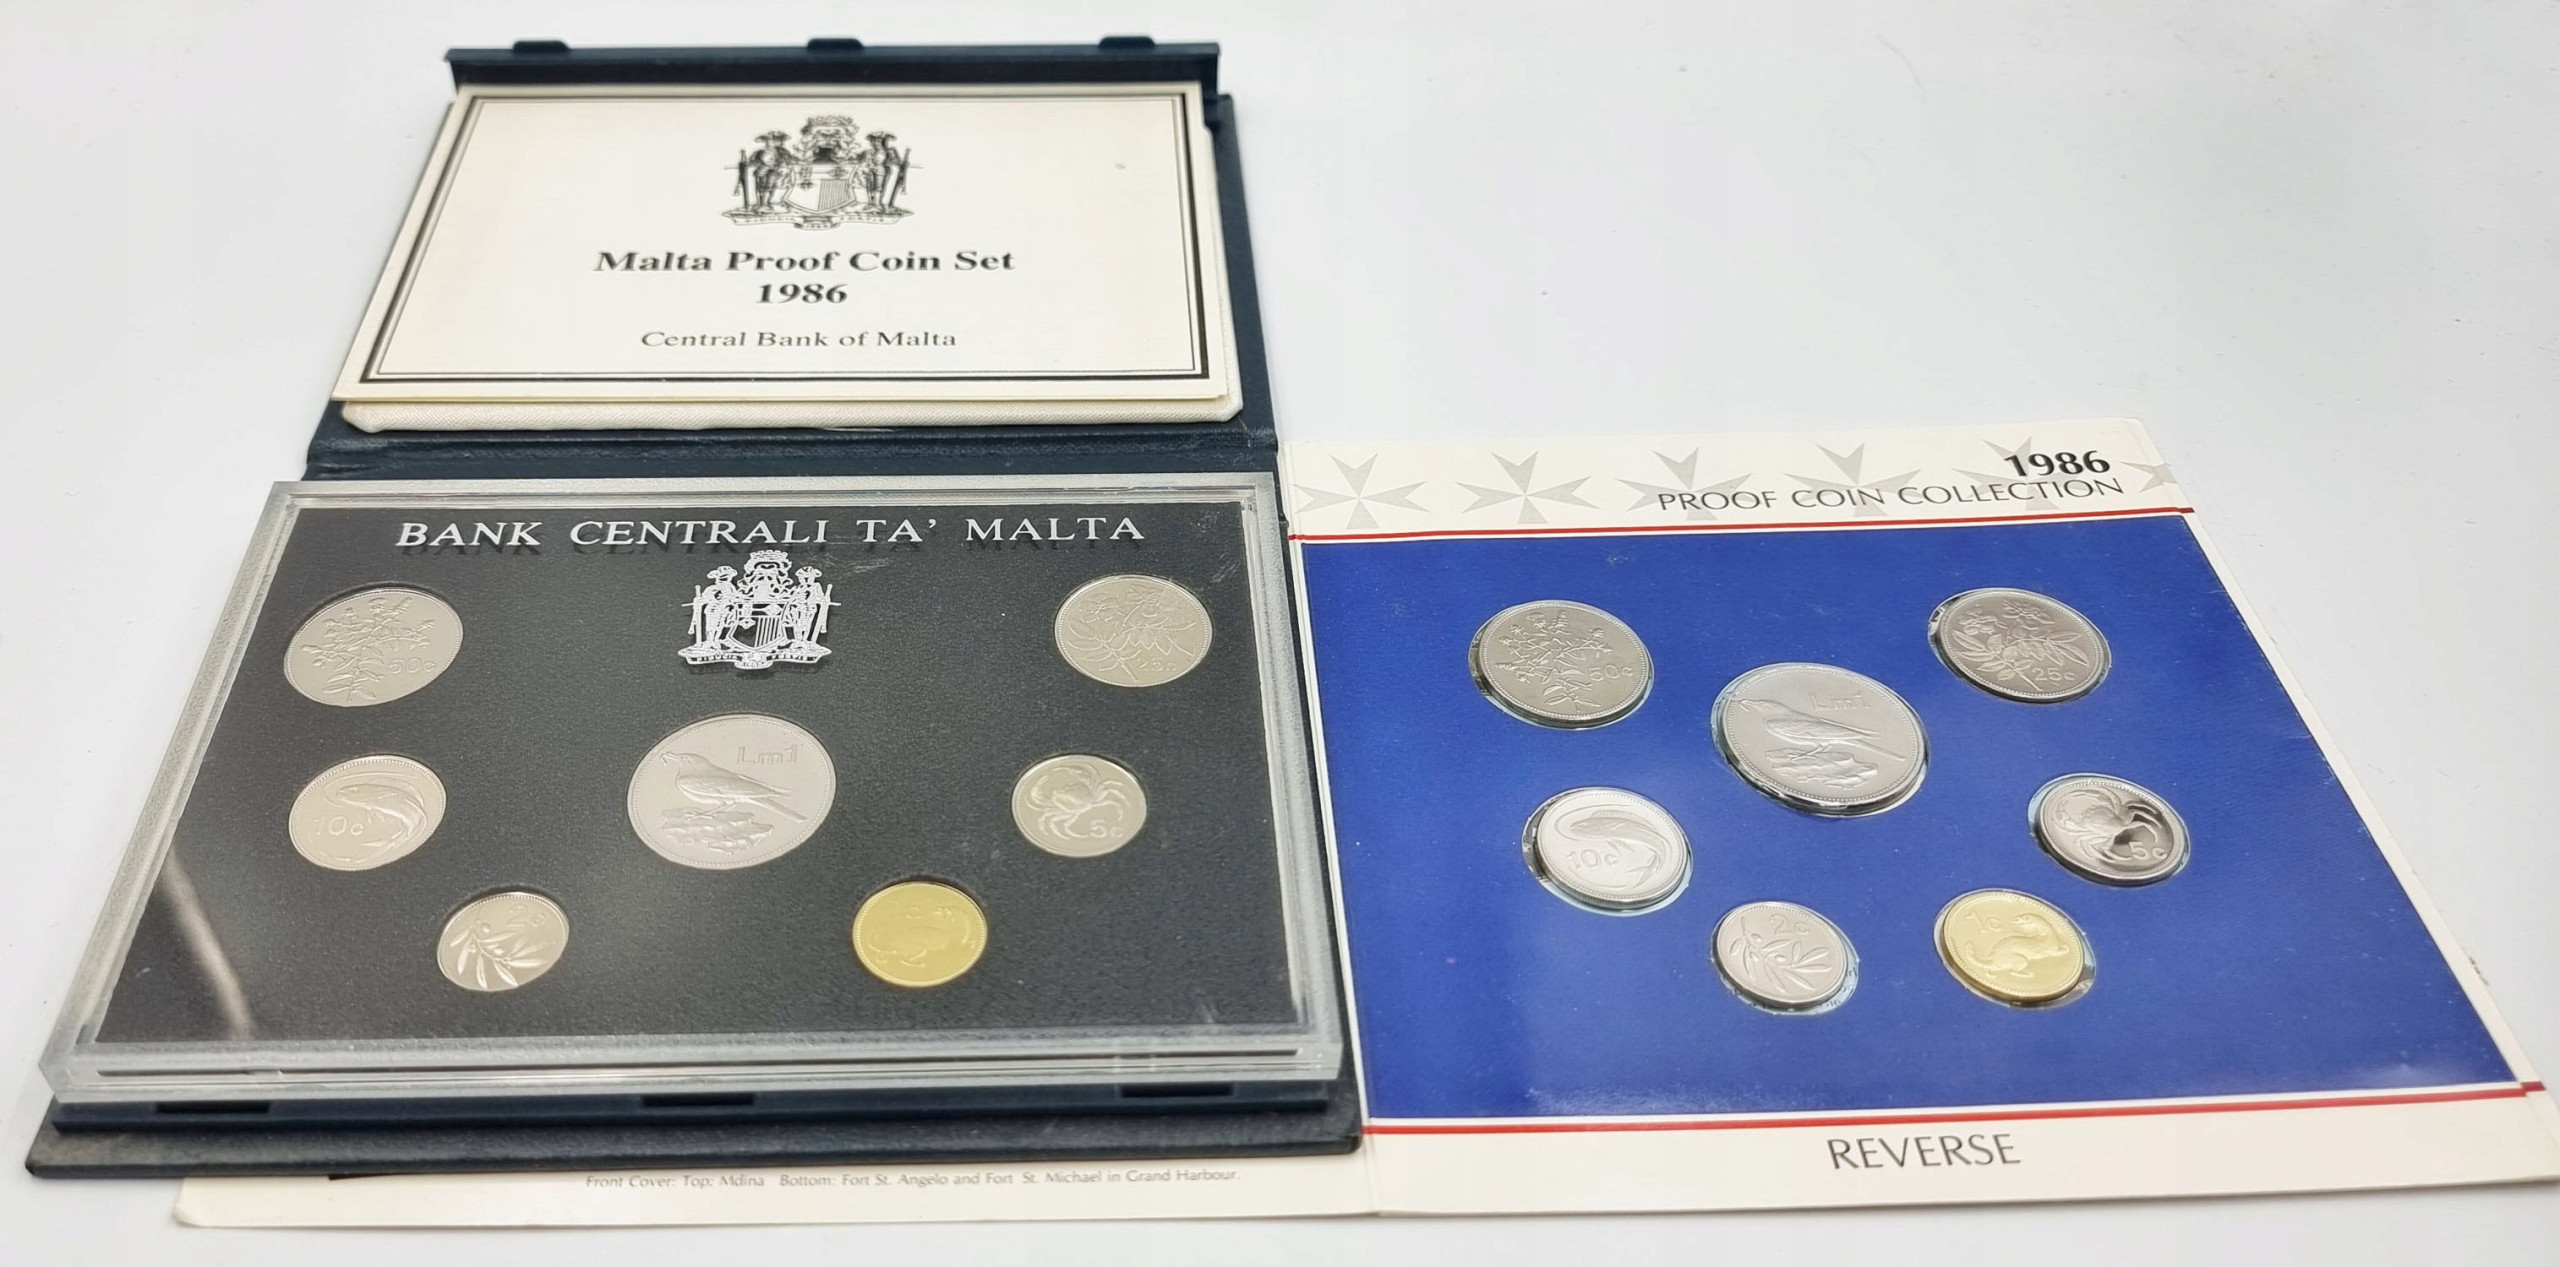 Malta Proof Coin Set
1986
Central Bank of Malta
BANK CENTRALI TA' MALTA
50c
25c
Lm1
10c
5c
2c
1986
PROOF COIN COLLECTION
50c
25c
Lm1
10c
5c
2c
1c
REVERSE
Front Cover: Top: Mdina Bottom: Fort St. Angelo and Fort St. Michael in Grand Harbour.